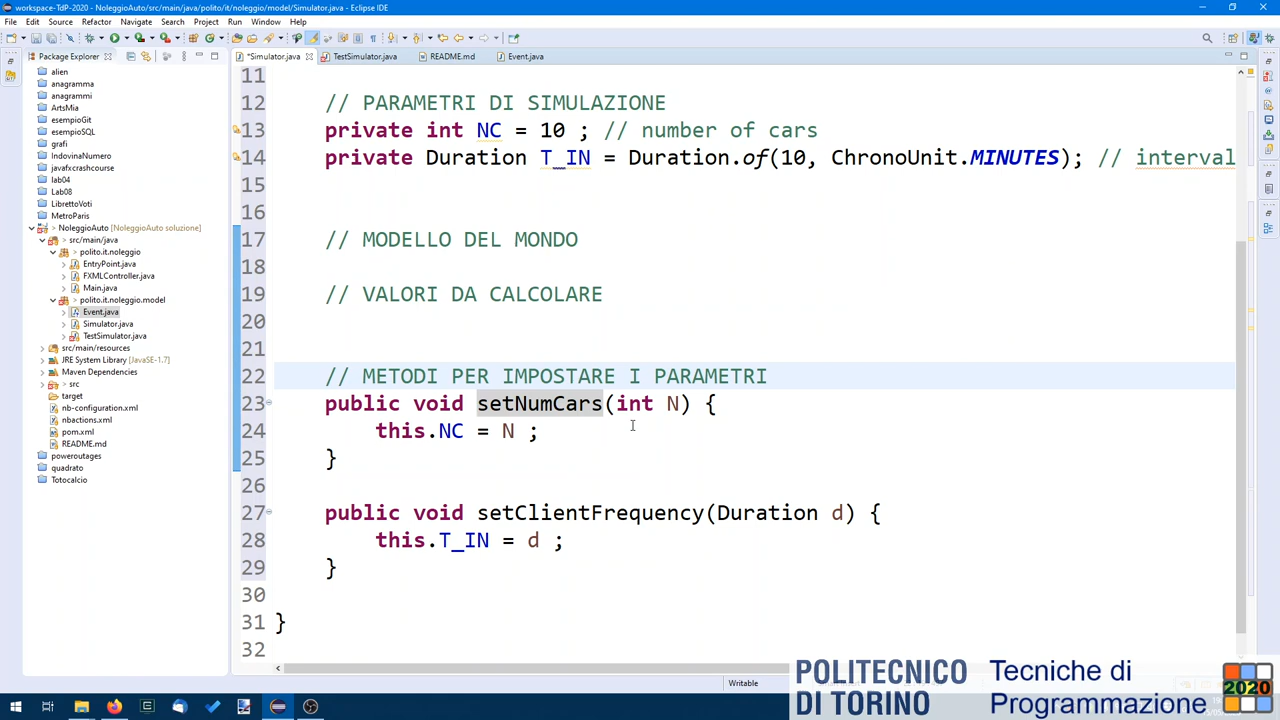 workspace-TdP-2020 - NoleggioAuto/src/main/java/polito/it/noleggio/model/Simulator.java - Eclipse IDE
File Edit Source Refactor Navigate Search Project Run Window Help
Package Explorer
*Simulator.java
TestSimulator.java
README.md
Event.java
alien
anagramma
anagrammi
ArtsMia
esempioGit
esempioSQL
grafi
IndovinaNumero
javafxcrashcourse
lab04
Lab08
LibrettoVoti
MetroParis
> NoleggioAuto [NoleggioAuto soluzione]
> src/main/java
> polito.it.noleggio
EntryPoint.java
FXMLController.java
Main.java
> polito.it.noleggio.model
Event.java
Simulator.java
TestSimulator.java
src/main/resources
JRE System Library [JavaSE-1.7]
Maven Dependencies
> src
target
nb-configuration.xml
nbactions.xml
pom.xml
README.md
poweroutages
quadrato
Totocalcio
11
12 // PARAMETRI DI SIMULAZIONE
13 private int NC = 10 ; // number of cars
14 private Duration T_IN = Duration.of(10, ChronoUnit.MINUTES); // interval
15
16
17 // MODELLO DEL MONDO
18
19 // VALORI DA CALCOLARE
20
21
22 // METODI PER IMPOSTARE I PARAMETRI
23 public void setNumCars(int N) {
24 this.NC = N ;
25 }
26
27 public void setClientFrequency(Duration d) {
28 this.T_IN = d ;
29 }
30
31 }
32
Writable
POLITECNICO
DI TORINO
Tecniche di
Programmazione
2020